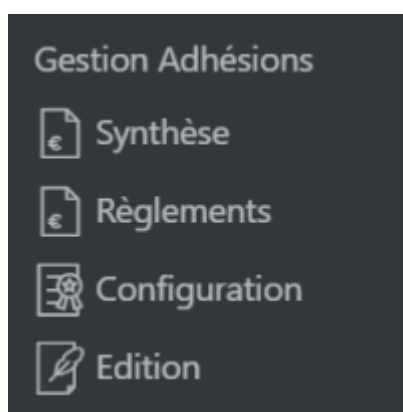 Gestion Adhésions
Synthèse
Règlements
Configuration
Edition